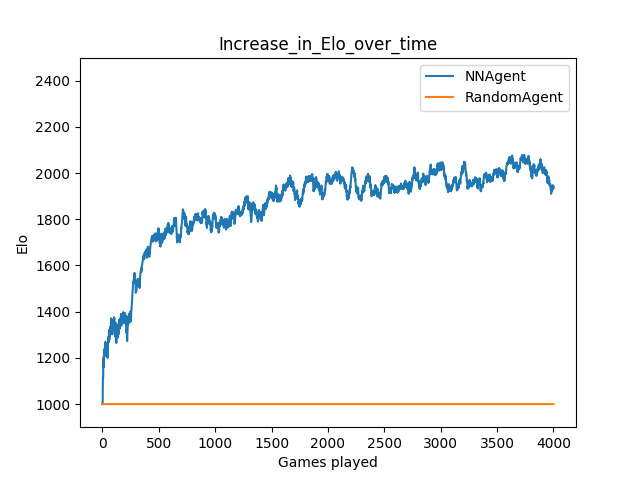 Increase_in_Elo_over_time
NNAgent
RandomAgent
2400
2200
2000
1800
1600
1400
1200
1000
Elo
0 500 1000 1500 2000 2500 3000 3500 4000
Games played